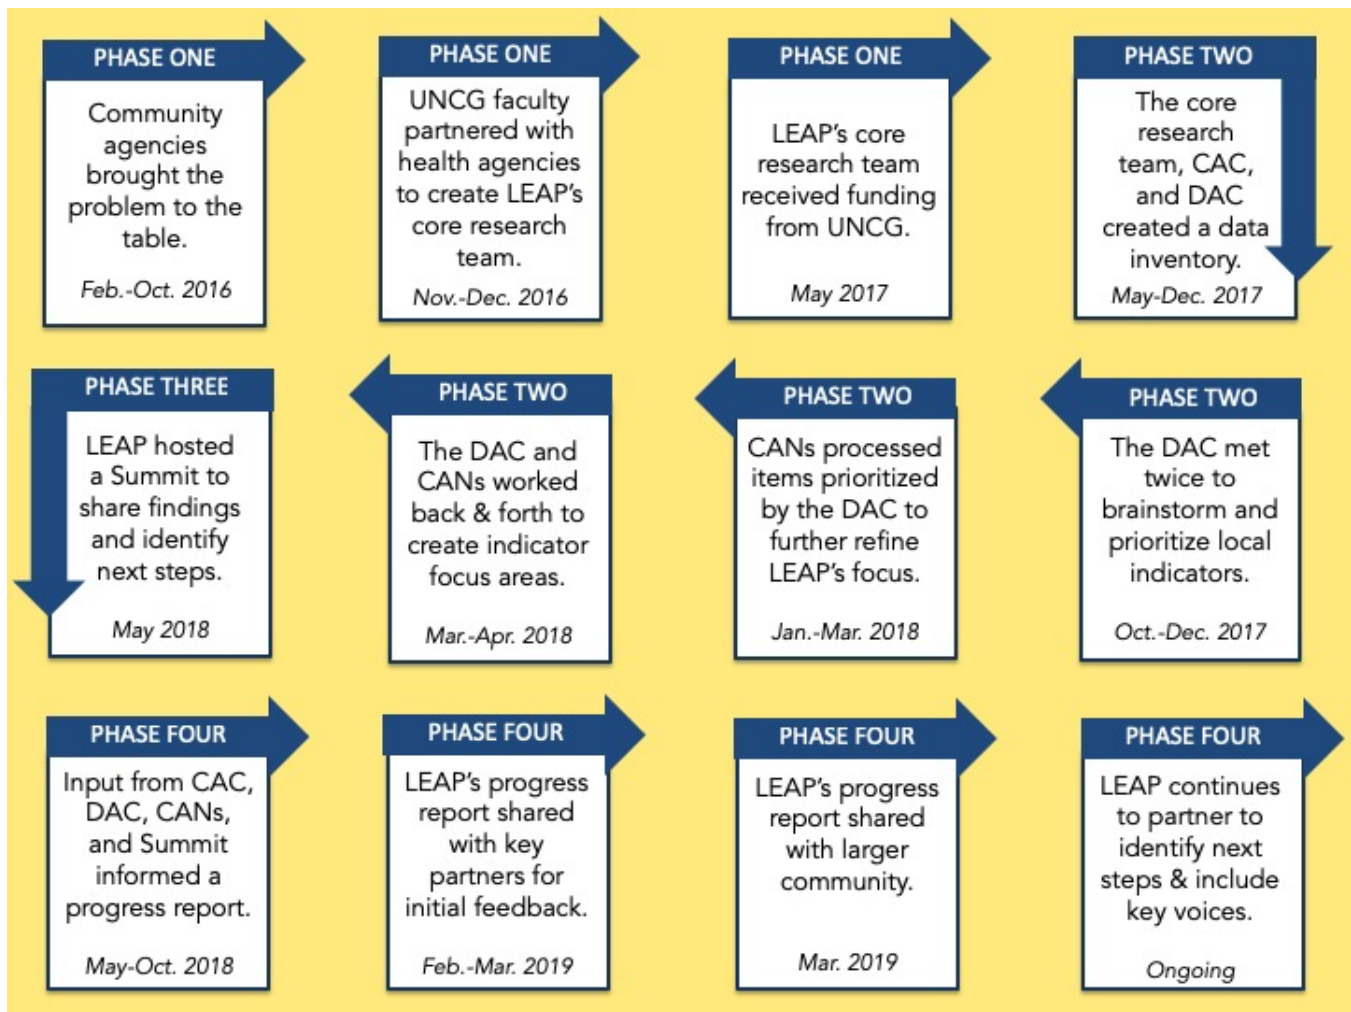 PHASE ONE
Community
agencies
brought the
problem to the
table.
Feb.-Oct. 2016
PHASE ONE
UNCG faculty
partnered with
health agencies
to create LEAP's
core research
team.
Nov.-Dec. 2016
PHASE ONE
LEAP's core
research team
received funding
from UNCG.
May 2017
PHASE TWO
The core
research
team, CAC,
and DAC
created a data
inventory.
May-Dec. 2017
PHASE TWO
The DAC met
twice to
brainstorm and
prioritize local
indicators.
Oct.-Dec. 2017
PHASE TWO
CANs processed
items prioritized
by the DAC to
further refine
LEAP's focus.
Jan.-Mar. 2018
PHASE TWO
The DAC and
CANs worked
back & forth to
create indicator
focus areas.
Mar.-Apr. 2018
PHASE THREE
LEAP hosted
a Summit to
share findings
and identify
next steps.
May 2018
PHASE FOUR
Input from CAC,
DAC, CANs,
and Summit
informed a
progress report.
May-Oct. 2018
PHASE FOUR
LEAP's progress
report shared
with key
partners for
initial feedback.
Feb.-Mar. 2019
PHASE FOUR
LEAP's progress
report shared
with larger
community.
Mar. 2019
PHASE FOUR
LEAP continues
to partner to
identify next
steps & include
key voices.
Ongoing